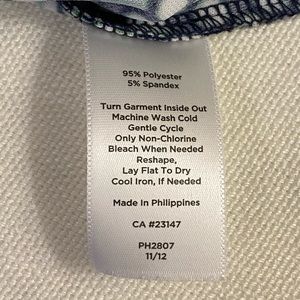 95% Polyester
5% Spandex
Turn Garment Inside Out
Machine Wash Cold
Gentle Cycle
Only Non-Chlorine
Bleach When Needed
Reshape,
Lay Flat To Dry
Cool Iron, If Needed
Made In Philippines
CA #23147
PH2807
11/12